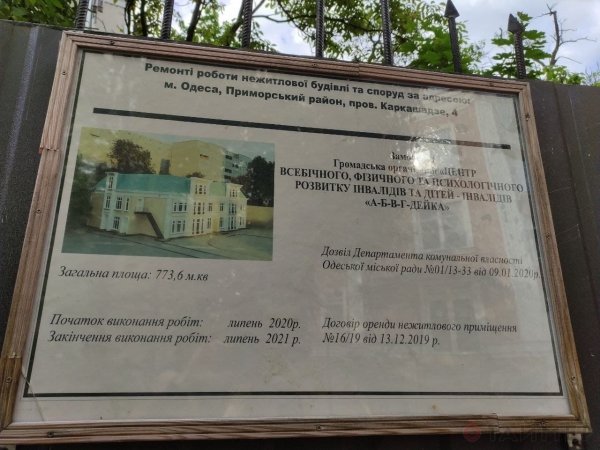 Ремонті роботи нежитлової будівлі та споруд за адресою:
м. Одеса, Приморський район, пров. Каркашадзе, 4
Громадська «ЦЕНТР
ВСЕБІЧНОГО, ФІЗИЧНОГО ТА ПСИХОЛОГІЧНОГО
РОЗВИТКУ ІНВАЛІДІВ ТА ДІТЕЙ - ІНВАЛІДІВ
«А-Б-В-Г-ДЕЙКА»
Дозвіл Департамента комунальної власности
Одеської міської ради №01/13-33 від 09.01.2020р.
Загальна площа: 773,6 м.кв
Початок виконання робіт: липень 2020р.
Закінчення виконання робіт: липень 2021 р.
Договір оренди нежитлового приміщення
№16/19 від 13.12.2019 р.